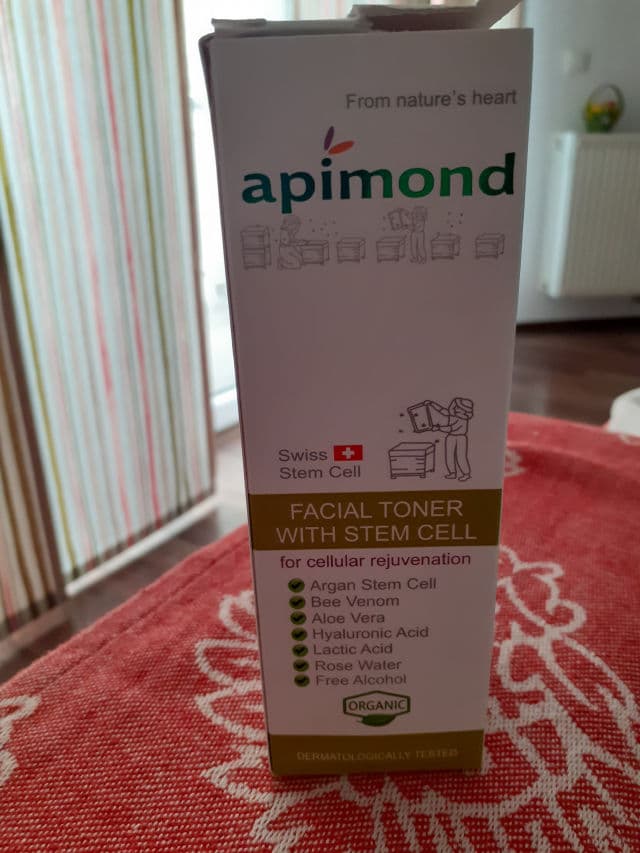 From nature's heart
apimond
Swiss
Stem Cell
FACIAL TONER
WITH STEM CELL
for cellular rejuvenation
Argan Stem Cell
Bee Venom
Aloe Vera
Hyaluronic Acid
Lactic Acid
Rose Water
Free Alcohol
ORGANIC
DERMATOLOGICALLY TESTED